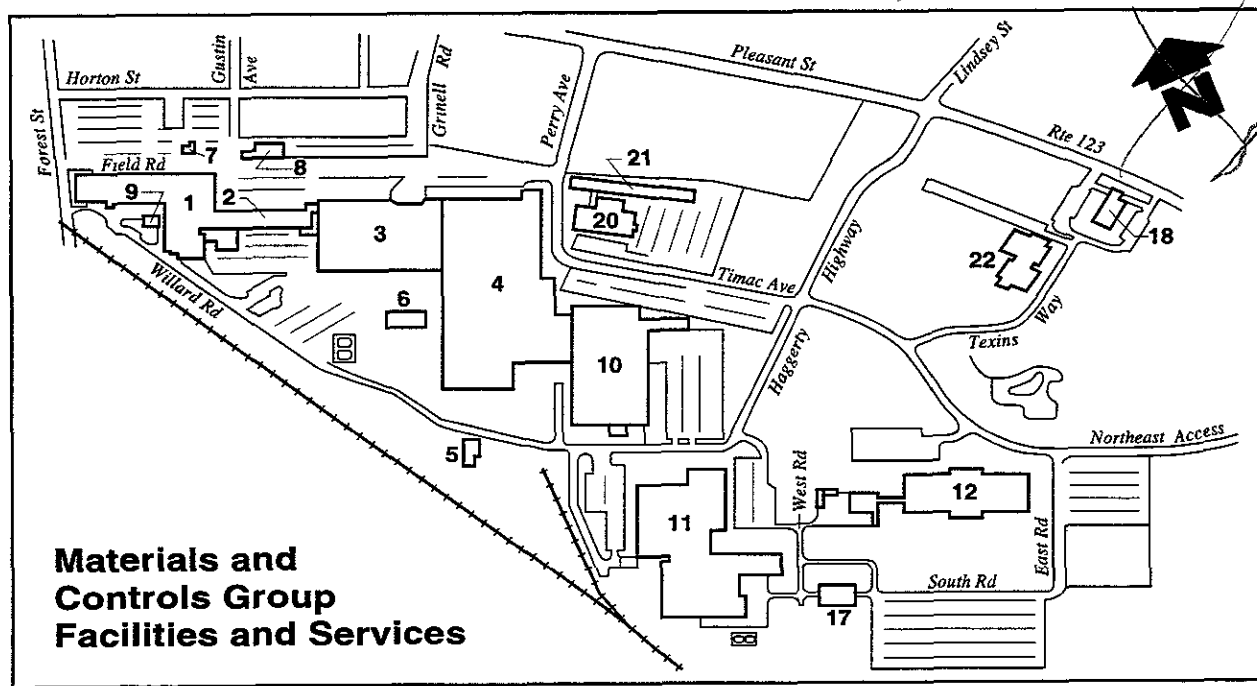 Pleasant St
Lindsey St
Gustin
Ave
Grinell Rd
Horton St
Perry Ave
Rte 123
N
Forest St
Field Rd
7
8
21
9
1
2
3
20
18
22
4
Timac Ave
Highway
Willard Rd
6
Way
Texins
10
Haggerty
Northeast Access
5
West Rd
12
11
East Rd
South Rd
17
Materials and
Controls Group
Facilities and Services